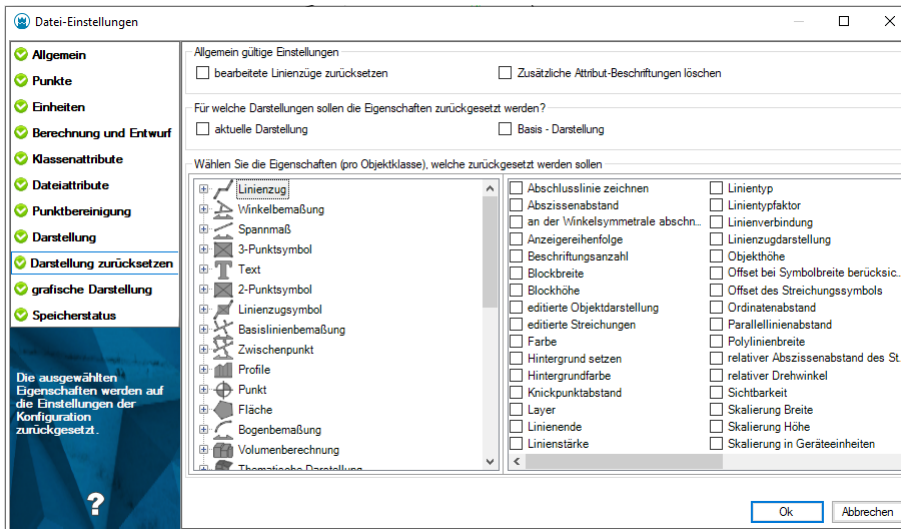 Datei-Einstellungen
Allgemein
Punkte
Einheiten
Berechnung und Entwurf
Klassenattribute
Dateiattribute
Punktbereinigung
Darstellung
Darstellung zurücksetzen
grafische Darstellung
Speicherstatus
Die ausgewählten
Eigenschaften werden auf
die Einstellungen der
Konfiguration
zurückgesetzt.
?
Allgemein gültige Einstellungen
bearbeitete Linienzüge zurücksetzen
Zusätzliche Attribut-Beschriftungen löschen
Für welche Darstellungen sollen die Eigenschaften zurückgesetzt werden?
aktuelle Darstellung
Basis - Darstellung
Wählen Sie die Eigenschaften (pro Objektklasse), welche zurückgesetzt werden sollen
Linienzug
Winkelbemaßung
Spannmaß
3-Punktsymbol
Text
2-Punktsymbol
Linienzugsymbol
Basislinienbemaßung
Zwischenpunkt
Profile
Punkt
Fläche
Bogenbemaßung
Volumenberechnung
Thematische Darstellung
Abschlusslinie zeichnen
Abszissenabstand
an der Winkelsymmetrale abschn...
Anzeigereihenfolge
Beschriftungsanzahl
Blockbreite
Blockhöhe
editierte Objektdarstellung
editierte Streichungen
Farbe
Hintergrund setzen
Hintergrundfarbe
Knickpunktabstand
Layer
Linienende
Linienstärke
Linientyp
Linientypfaktor
Linienverbindung
Linienzugdarstellung
Objekthöhe
Offset bei Symbolbreite berücksic...
Offset des Streichungssymbols
Ordinatenabstand
Parallellinienabstand
Polylinienbreite
relativer Abszissenabstand des St.
relativer Drehwinkel
Sichtbarkeit
Skalierung Breite
Skalierung Höhe
Skalierung in Geräteeinheiten
Ok
Abbrechen